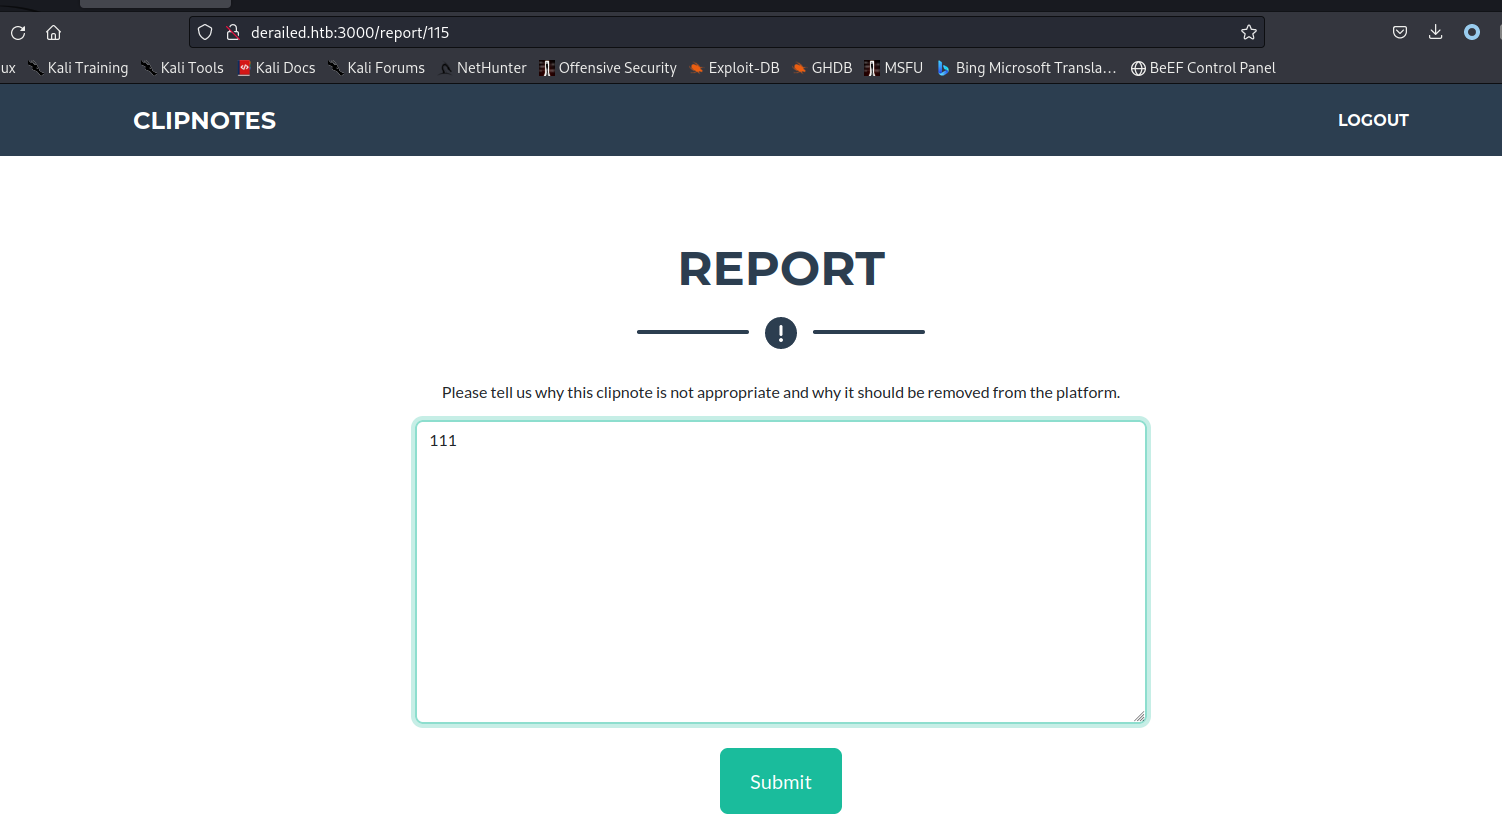 derailed.htb:3000/report/115
ux Kali Training Kali Tools Kali Docs Kali Forums NetHunter Offensive Security Exploit-DB GHDB MSFU Bing Microsoft Transla... BeEF Control Panel
CLIPNOTES LOGOUT
REPORT
Please tell us why this clipnote is not appropriate and why it should be removed from the platform.
111
Submit